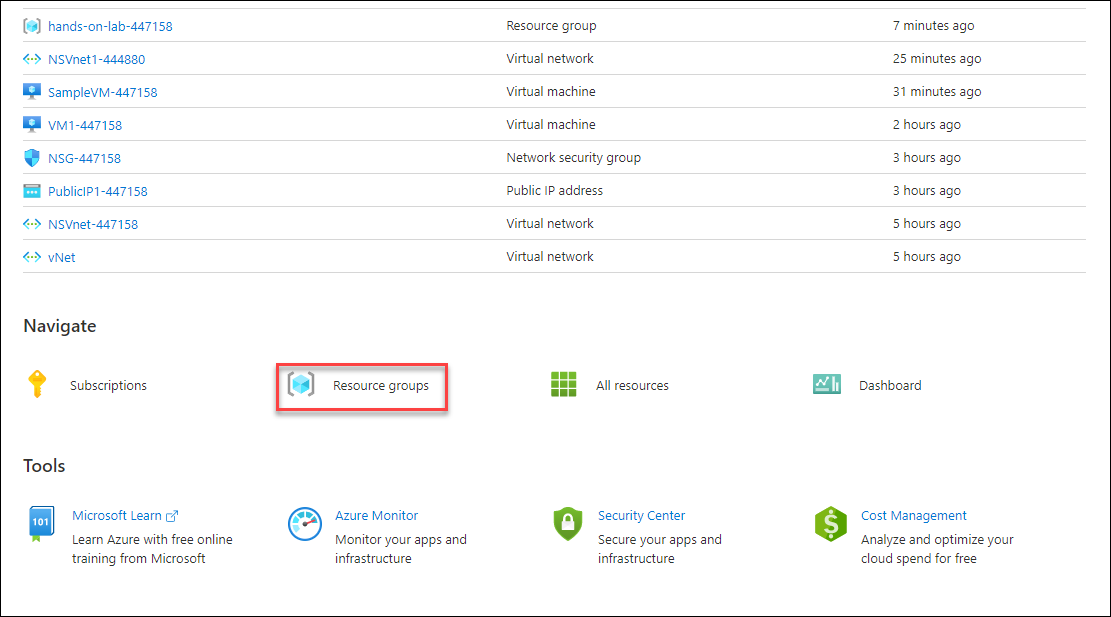 hands-on-lab-447158 Resource group 7 minutes ago
NSVnet1-444880 Virtual network 25 minutes ago
SampleVM-447158 Virtual machine 31 minutes ago
VM1-447158 Virtual machine 2 hours ago
NSG-447158 Network security group 3 hours ago
PublicIP1-447158 Public IP address 3 hours ago
NSVnet-447158 Virtual network 5 hours ago
vNet Virtual network 5 hours ago
Navigate
Subscriptions Resource groups All resources Dashboard
Tools
101
Microsoft Learn
Learn Azure with free online
training from Microsoft
Azure Monitor
Monitor your apps and
infrastructure
Security Center
Secure your apps and
infrastructure
$
Cost Management
Analyze and optimize your
cloud spend for free